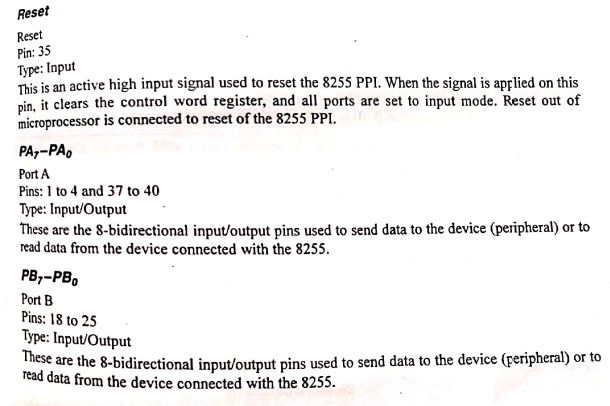 Reset
Reset
Pin: 35
Type: Input
This is an active high input signal used to reset the 8255 PPI. When the signal is applied on this
pin, it clears the control word register, and all ports are set to input mode. Reset out of
microprocessor is connected to reset of the 8255 PPI.
PA₇–PA₀
Port A
Pins: 1 to 4 and 37 to 40
Type: Input/Output
These are the 8-bidirectional input/output pins used to send data to the device (peripheral) or to
read data from the device connected with the 8255.
PB₇–PB₀
Port B
Pins: 18 to 25
Type: Input/Output
These are the 8-bidirectional input/output pins used to send data to the device (peripheral) or to
read data from the device connected with the 8255.